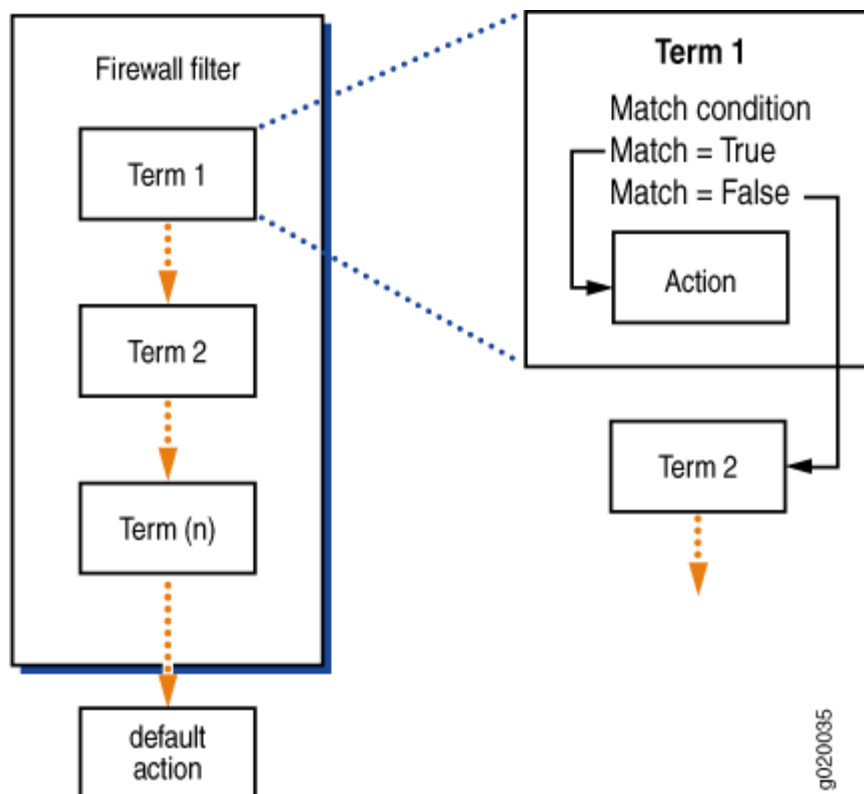 Firewall filter
Term 1
Term 2
Term (n)
default
action
Term 1
Match condition
Match = True
Match = False
Action
Term 2
g020035